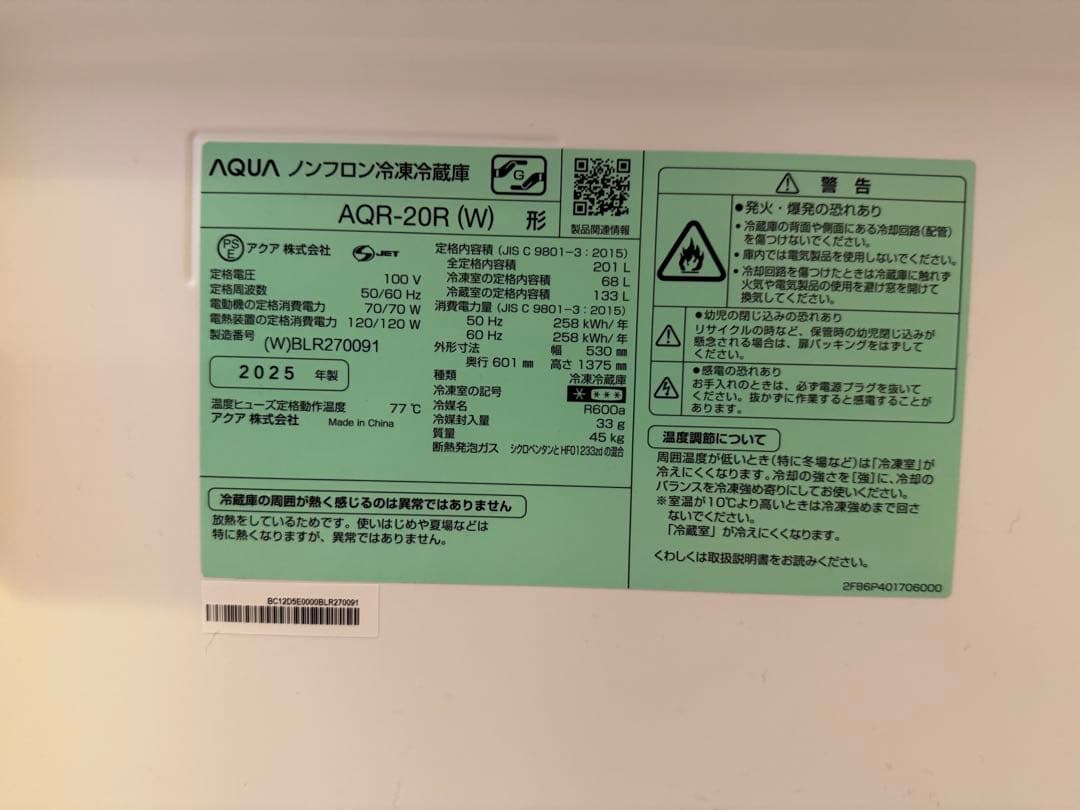 AQUA ノンフロン冷凍冷蔵庫
G
AQR-20R (W) 形
製品関連情報
PS
E
アクア 株式会社
S JET
定格電圧 100 V
定格周波数 50/60 Hz
電動機の定格消費電力 70/70 W
電熱装置の定格消費電力 120/120 W
製造番号
(W)BLR270091
2025 年製
温度ヒューズ定格動作温度 77℃
アクア 株式会社 Made in China
定格内容積 (JIS C 9801-3 : 2015)
全定格内容積 201 L
冷凍室の定格内容積 68 L
冷蔵室の定格内容積 133 L
消費電力量 (JIS C 9801-3 : 2015)
50 Hz 258 kWh/年
60 Hz 258 kWh/年
外形寸法 幅 530 ㎜
奥行 601 ㎜ 高さ 1375 ㎜
種類 冷凍冷蔵庫
冷凍室の記号 * ***
冷媒名 R600a
冷媒封入量 33 g
質量 45 kg
断熱発泡ガス シクロペンタンとHFO1233zdの混合
冷蔵庫の周囲が熱く感じるのは異常ではありません
放熱をしているためです。使いはじめや夏場などは
特に熱くなりますが、異常ではありません。
警 告
●発火・爆発の恐れあり
• 冷蔵庫の背面や側面にある冷却回路(配管)
を傷つけないでください。
• 庫内では電気製品を使用しないでください。
• 冷却回路を傷つけたときは冷蔵庫に触れず
火気や電気製品の使用を避け窓を開けて
換気してください。
●幼児の閉じ込みの恐れあり
リサイクルの時など、保管時の幼児閉じ込みが
懸念される場合は、扉パッキングをはずして
ください。
●感電の恐れあり
お手入れのときは、必ず電源プラグを抜いて
ください。抜かずに作業すると感電することが
あります。
温度調節について
周囲温度が低いとき(特に冬場など)は「冷凍室」が
冷えにくくなります。冷却の強さを[強]に、冷却の
バランスを冷凍強め寄りにしてお使いください。
※室温が10℃より高いときは冷凍強めまで回さ
ないでください。
「冷蔵室」が冷えにくくなります。
くわしくは取扱説明書をお読みください。
2FB6P401706000
BC12D5E0000BLR270091